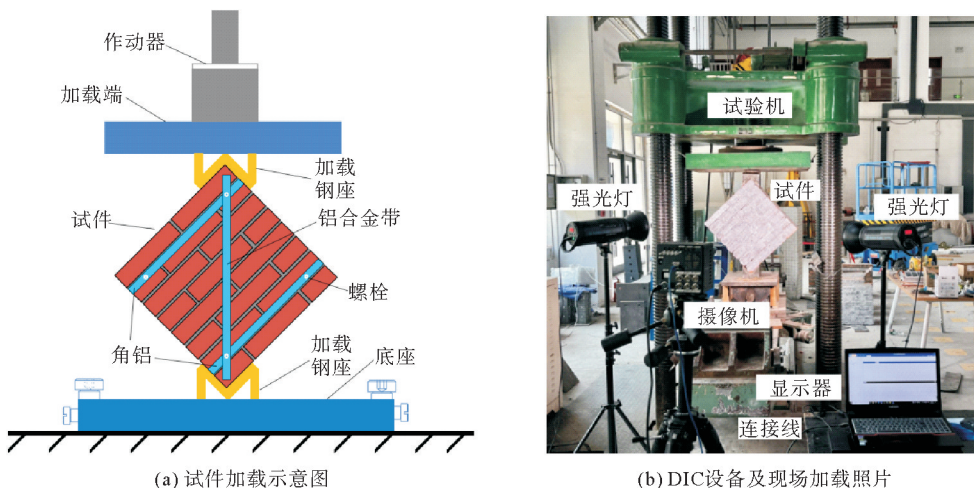 作动器
加载端
加载
钢座
试件
铝合金带
螺栓
角铝
加载
钢座
底座
(a) 试件加载示意图
试验机
强光灯
试件
强光灯
摄像机
显示器
连接线
(b) DIC设备及现场加载照片